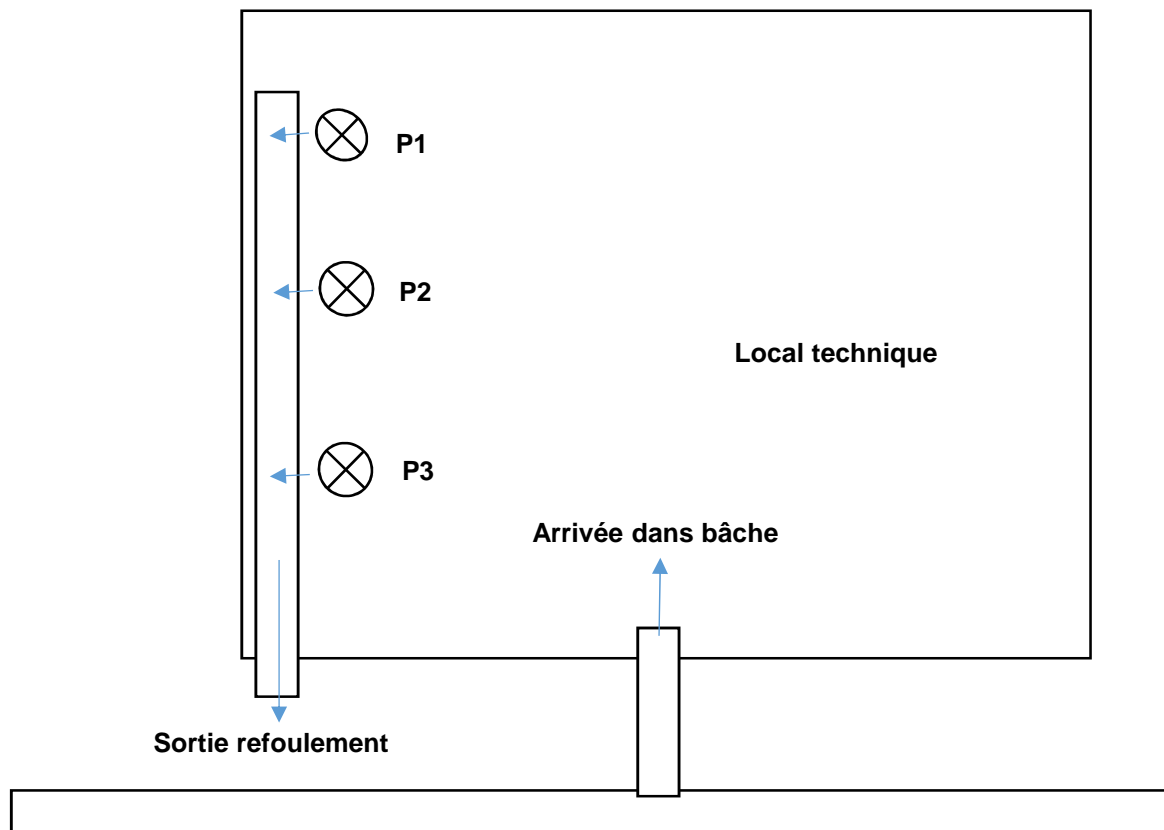 P1
P2
Local technique
P3
Arrivée dans bâche
Sortie refoulement